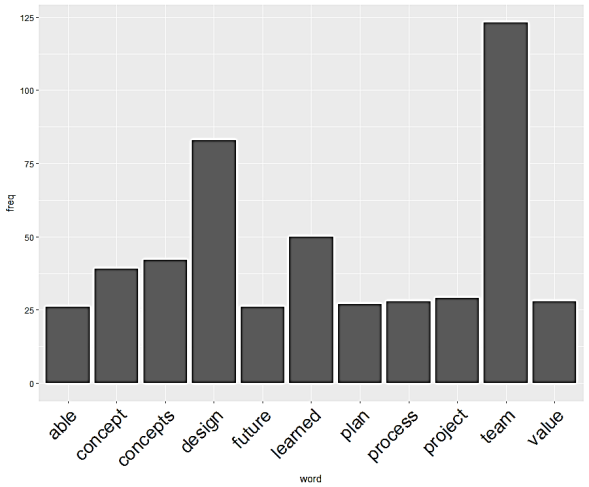 125
100
75
50
25
0
freq
able concept concepts design future learned plan process project team value
word